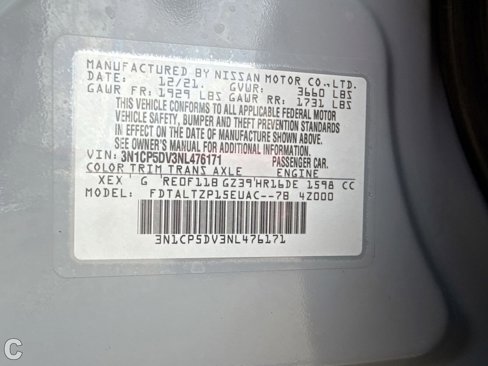 MANUFACTURED BY NISSAN MOTOR CO.,LTD.
DATE: 12/21 GVWR: 3660 LBS
GAWR FR: 1929 LBS GAWR RR: 1731 LBS
THIS VEHICLE CONFORMS TO ALL APPLICABLE FEDERAL MOTOR
VEHICLE SAFETY, BUMPER AND THEFT PREVENTION STANDARDS
IN EFFECT ON THE DATE OF MANUFACTURE SHOWN ABOVE.
SEE OWNER'S MANUAL FOR ADDITIONAL INFORMATION.
VIN: 3N1CP5DV3NL476171 PASSENGER CAR.
COLOR TRIM TRANS AXLE ENGINE
XEX G RE0F11B GZ39 HR16DE 1598 CC
MODEL: FDTALTZP15EUAC--7B 4Z000
3N1CP5DV3NL476171
C